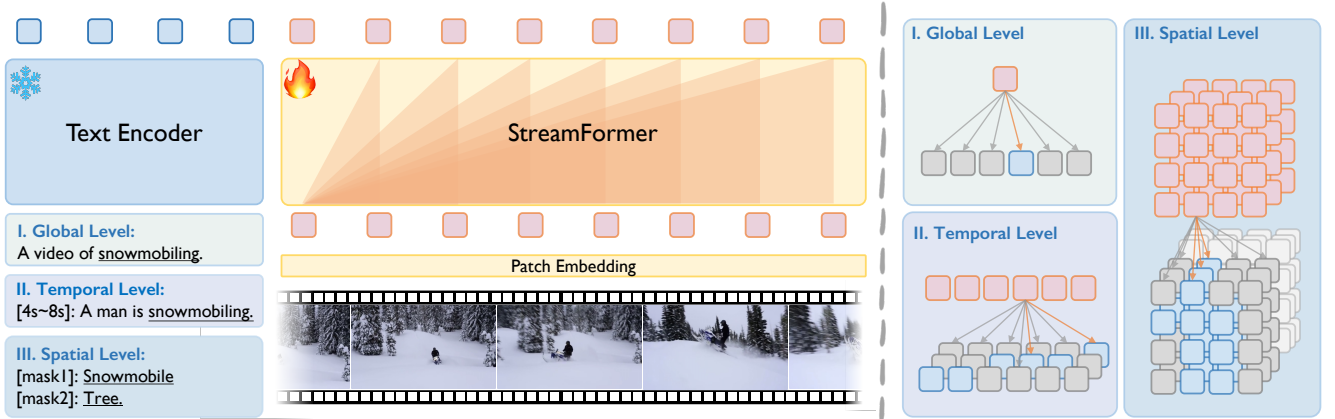 Text Encoder
I. Global Level:
A video of snowmobiling.
II. Temporal Level:
[4s~8s]: A man is snowmobiling.
III. Spatial Level:
[mask1]: Snowmobile
[mask2]: Tree.
StreamFormer
Patch Embedding
I. Global Level
II. Temporal Level
III. Spatial Level